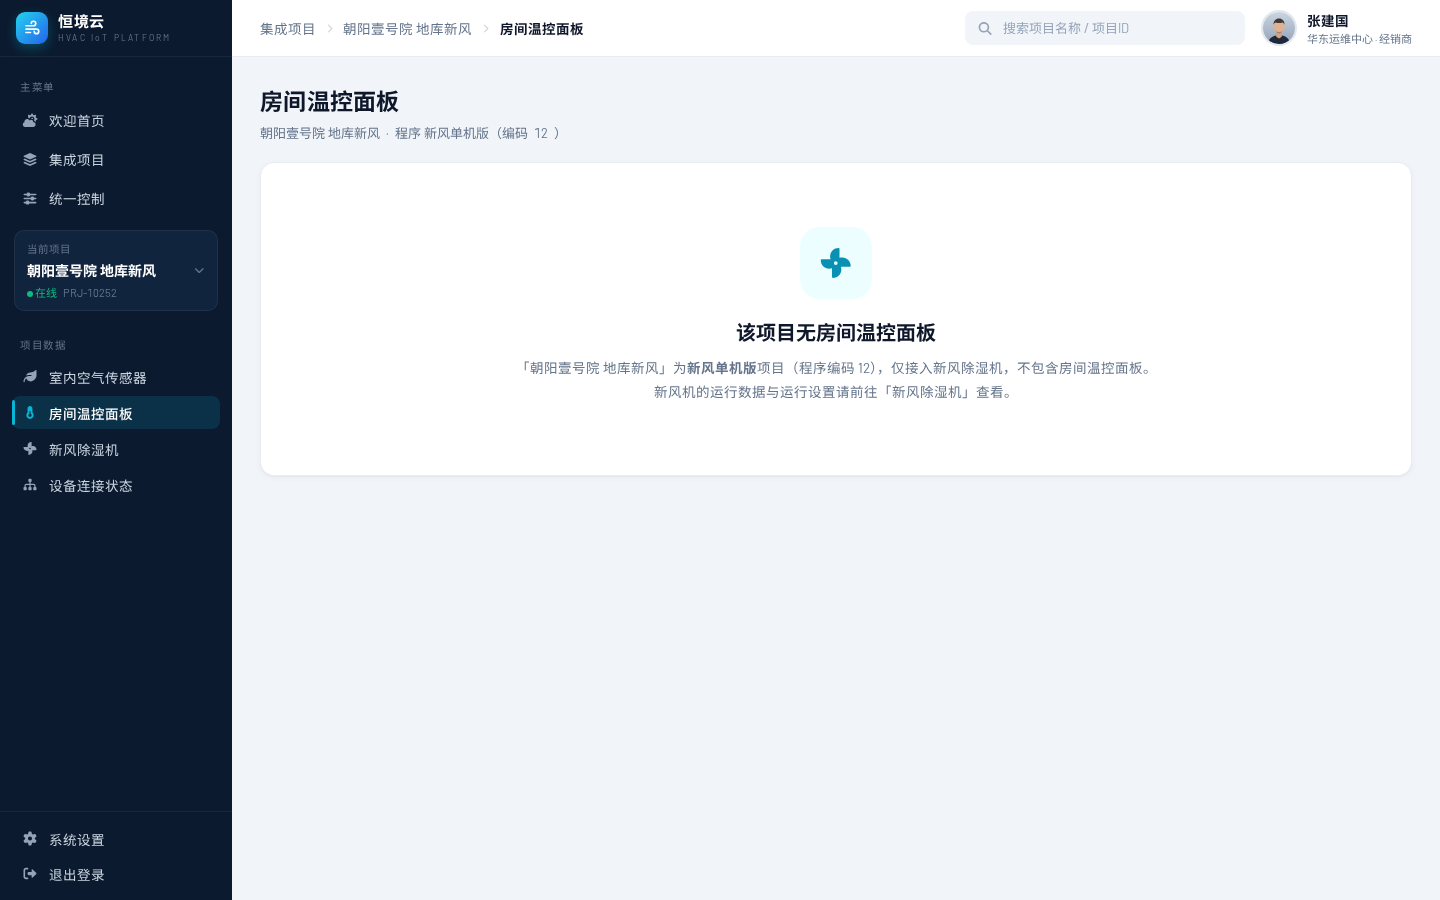 恒境云
HVAC IoT PLATFORM
主菜单
欢迎首页
集成项目
统一控制
当前项目
朝阳壹号院 地库新风
在线 PRJ-10252
项目数据
室内空气传感器
房间温控面板
新风除湿机
设备连接状态
系统设置
退出登录
集成项目 > 朝阳壹号院 地库新风 > 房间温控面板
搜索项目名称 / 项目ID
张建国
华东运维中心 · 经销商
房间温控面板
朝阳壹号院 地库新风 · 程序 新风单机版（编码 12 ）
该项目无房间温控面板
「朝阳壹号院 地库新风」为新风单机版项目（程序编码 12），仅接入新风除湿机，不包含房间温控面板。
新风机的运行数据与运行设置请前往「新风除湿机」查看。